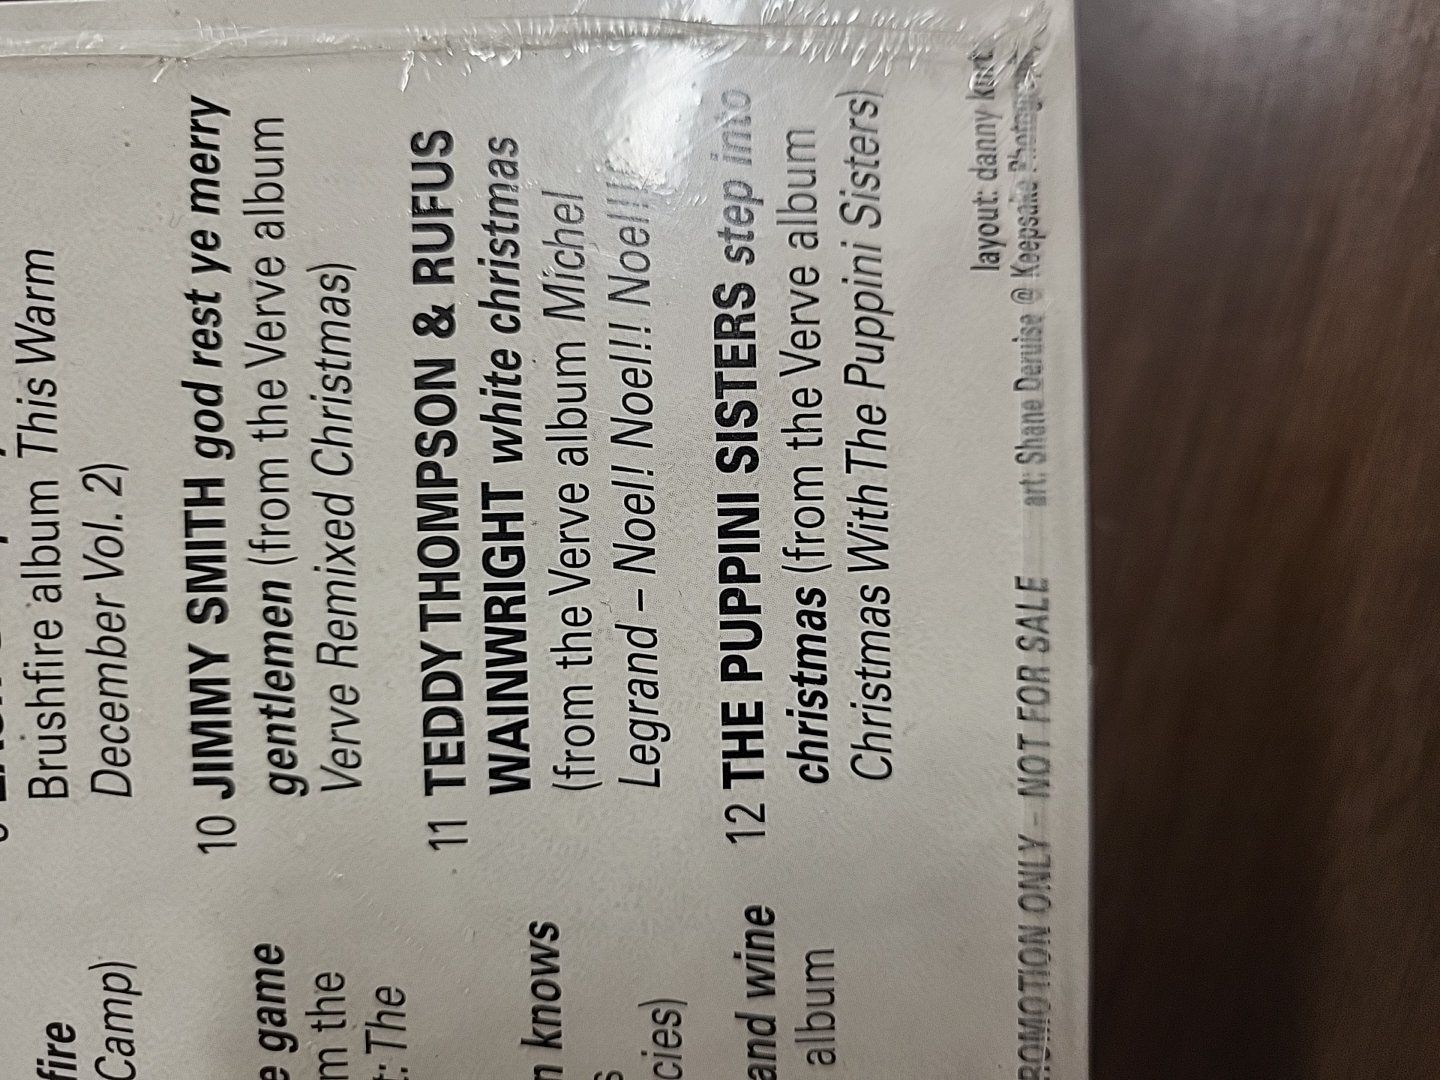 fire
Camp)
e game
m the
: The
n knows
cies)
and wine
album
Brushfire album This Warm
December Vol. 2)
10 JIMMY SMITH god rest ye merry
gentlemen (from the Verve album
Verve Remixed Christmas)
11 TEDDY THOMPSON & RUFUS
WAINWRIGHT white christmas
(from the Verve album Michel
Legrand – Noel! Noel!! Noel!!!
12 THE PUPPINI SISTERS step into
christmas (from the Verve album
Christmas With The Puppini Sisters)
layout: danny
ROMOTION ONLY – NOT FOR SALE art: Shane Deruise @ Keepsake